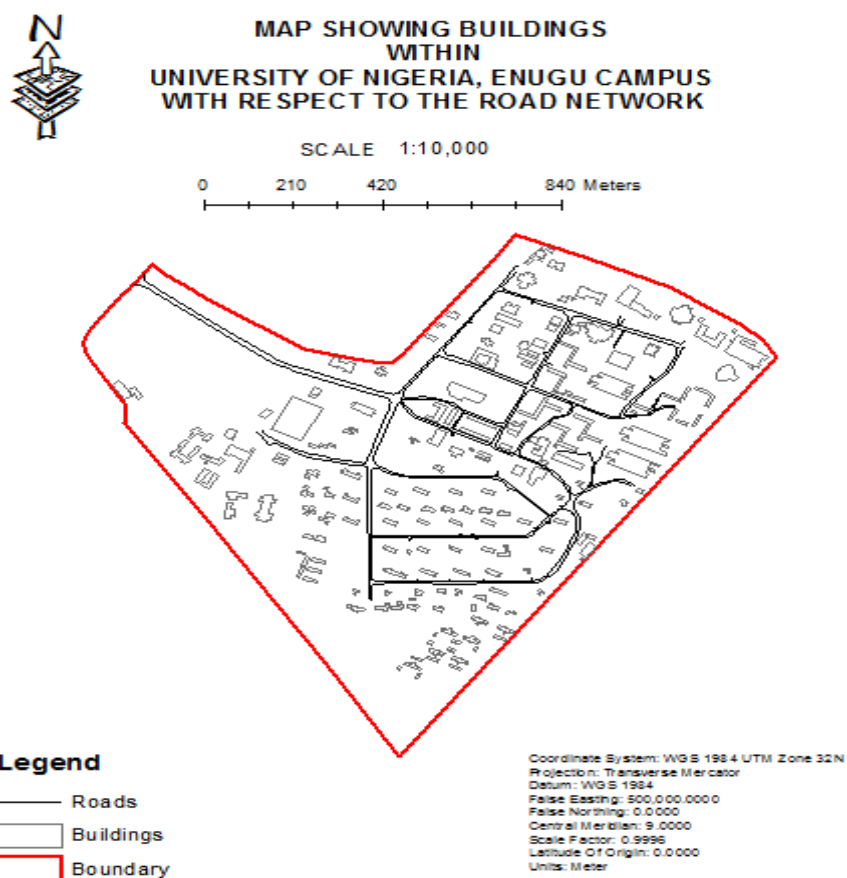 N
MAP SHOWING BUILDINGS
WITHIN
UNIVERSITY OF NIGERIA, ENUGU CAMPUS
WITH RESPECT TO THE ROAD NETWORK
SCALE 1:10,000
0 210 420 840 Meters
Legend
Roads
Buildings
Boundary
Coordinate System: WGS 1984 UTM Zone 32N
Projection: Transverse Mercator
Datum: WGS 1984
False Easting: 500,000.0000
False Northing: 0.0000
Central Meridian: 9.0000
Scale Factor: 0.9996
Latitude Of Origin: 0.0000
Units: Meter